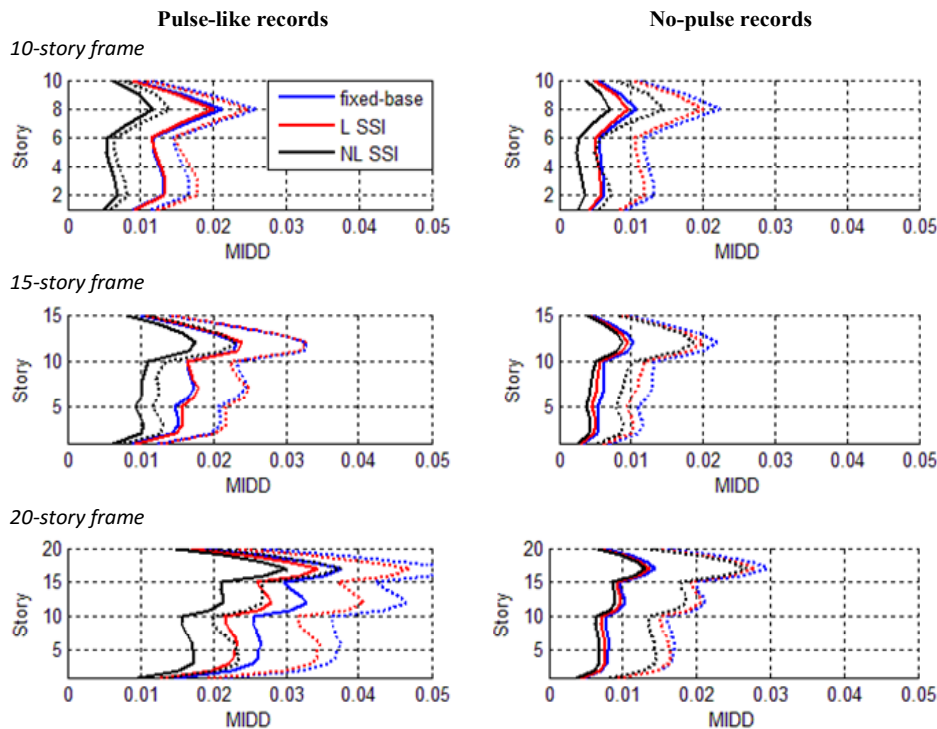 Pulse-like records No-pulse records
10-story frame
10
8
6
4
2
Story
0 0.01 0.02 0.03 0.04 0.05
MIDD
fixed-base
L SSI
NL SSI
10
8
6
4
2
Story
0 0.01 0.02 0.03 0.04 0.05
MIDD
15-story frame
15
10
5
Story
0 0.01 0.02 0.03 0.04 0.05
MIDD
15
10
5
Story
0 0.01 0.02 0.03 0.04 0.05
MIDD
20-story frame
20
15
10
5
Story
0 0.01 0.02 0.03 0.04 0.05
MIDD
20
15
10
5
Story
0 0.01 0.02 0.03 0.04 0.05
MIDD